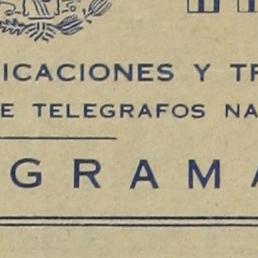 ICACIONES Y TR
E TELEGRAFOS NA
GRAMA